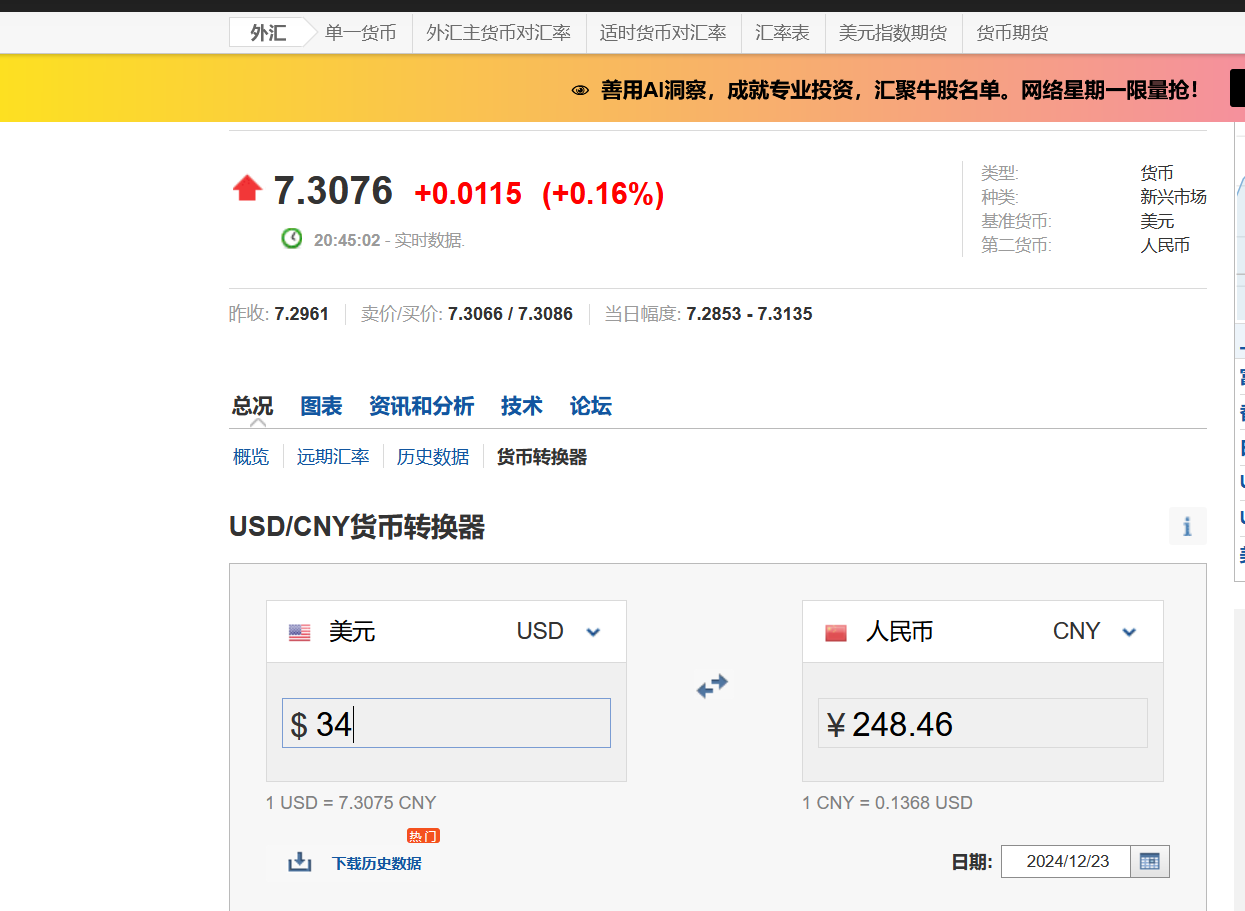 外汇 单一货币 外汇主货币对汇率 适时货币对汇率 汇率表 美元指数期货 货币期货
善用AI洞察，成就专业投资，汇聚牛股名单。网络星期一限量抢！
7.3076 +0.0115 (+0.16%)
20:45:02 - 实时数据.
类型: 货币
种类: 新兴市场
基准货币: 美元
第二货币: 人民币
昨收: 7.2961 卖价/买价: 7.3066 / 7.3086 当日幅度: 7.2853 - 7.3135
总况 图表 资讯和分析 技术 论坛
概览 远期汇率 历史数据 货币转换器
USD/CNY货币转换器
i
美元 USD 人民币 CNY
$ 34 ¥ 248.46
1 USD = 7.3075 CNY 1 CNY = 0.1368 USD
热门
下载历史数据 日期: 2024/12/23